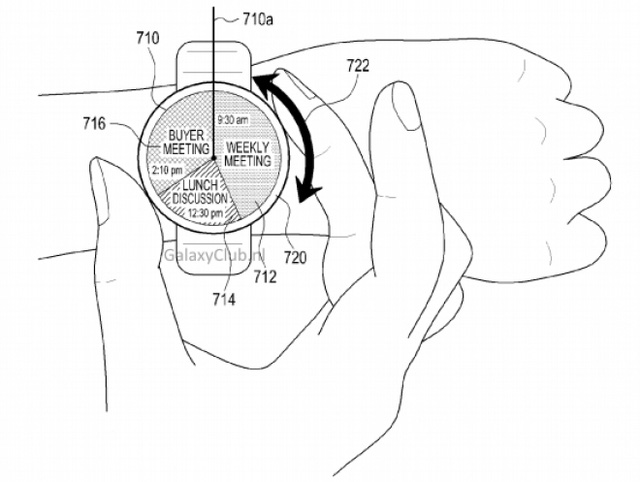 710a
710
722
716
9:30 am
BUYER
MEETING
WEEKLY
MEETING
2:10 pm
LUNCH
DISCUSSION
12:30 pm
GalaxyClub.nl
720
712
714